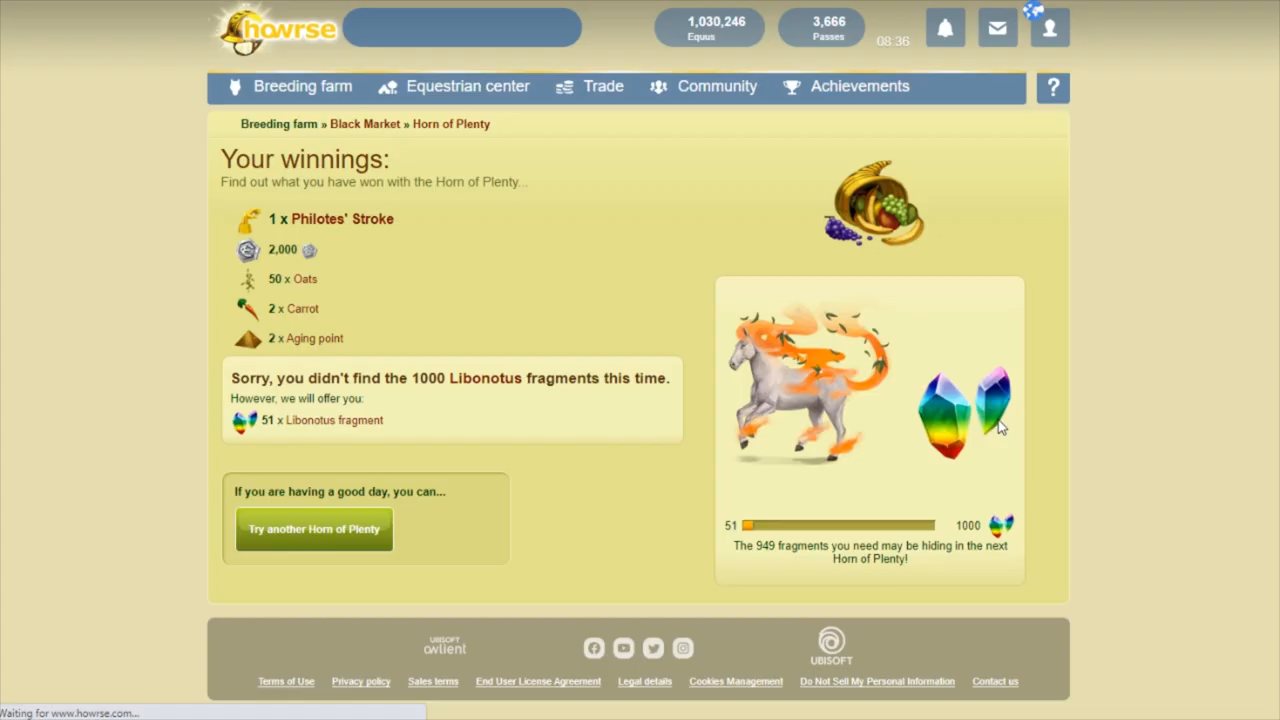 howrse
1,030,246
Equus
3,666
Passes
08:36
Breeding farm
Equestrian center
Trade
Community
Achievements
?
Breeding farm » Black Market » Horn of Plenty
Your winnings:
Find out what you have won with the Horn of Plenty...
1 x Philotes' Stroke
2,000
50 x Oats
2 x Carrot
2 x Aging point
Sorry, you didn't find the 1000 Libonotus fragments this time.
However, we will offer you:
51 x Libonotus fragment
If you are having a good day, you can...
Try another Horn of Plenty
51
1000
The 949 fragments you need may be hiding in the next
Horn of Plenty!
UBISOFT
owlient
UBISOFT
Terms of Use
Privacy policy
Sales terms
End User License Agreement
Legal details
Cookies Management
Do Not Sell My Personal Information
Contact us
Waiting for www.howrse.com...